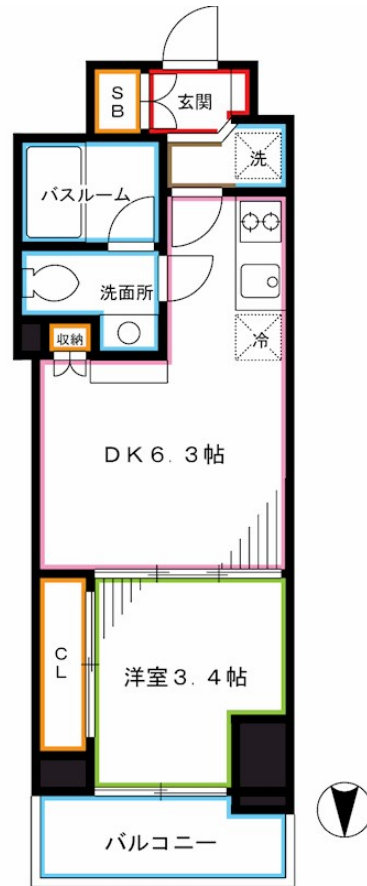 SB
玄関
洗
バスルーム
洗面所
収納
冷
DK6.3帖
CL
洋室3.4帖
バルコニー